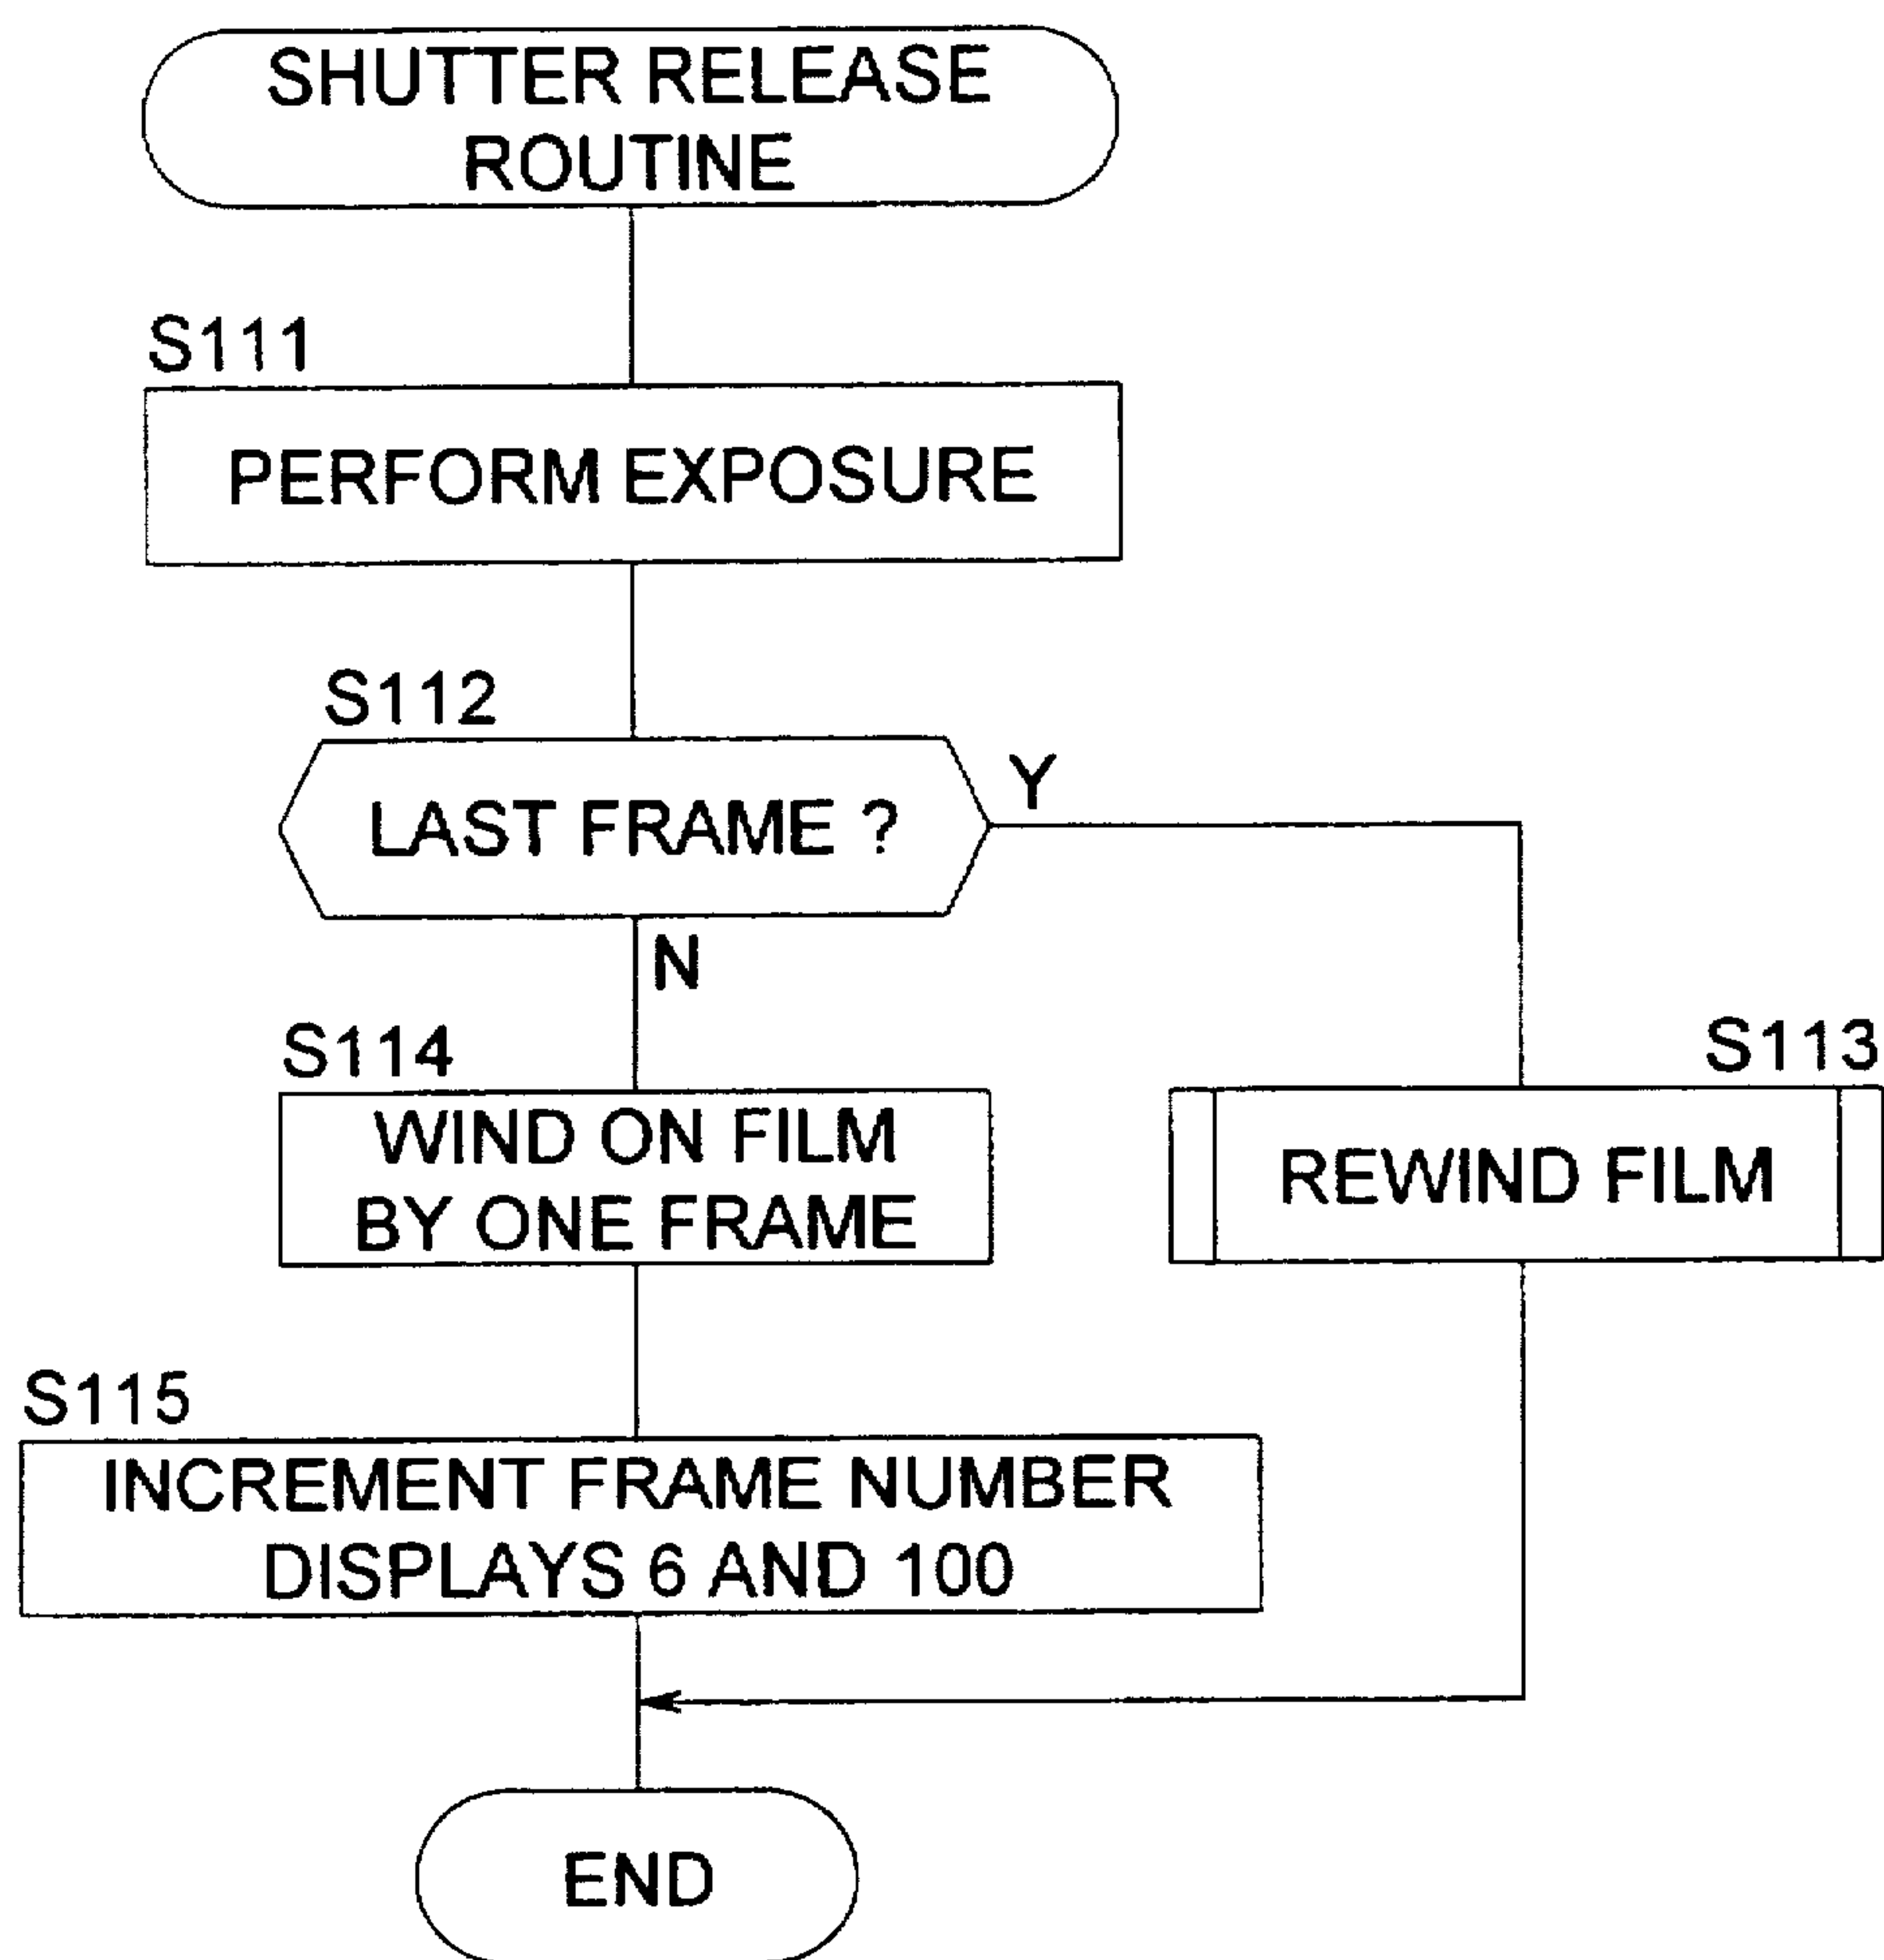 SHUTTER RELEASE
ROUTINE
S111
PERFORM EXPOSURE
S112
LAST FRAME ?
Y
N
S114
WIND ON FILM
BY ONE FRAME
S113
REWIND FILM
S115
INCREMENT FRAME NUMBER
DISPLAYS 6 AND 100
END